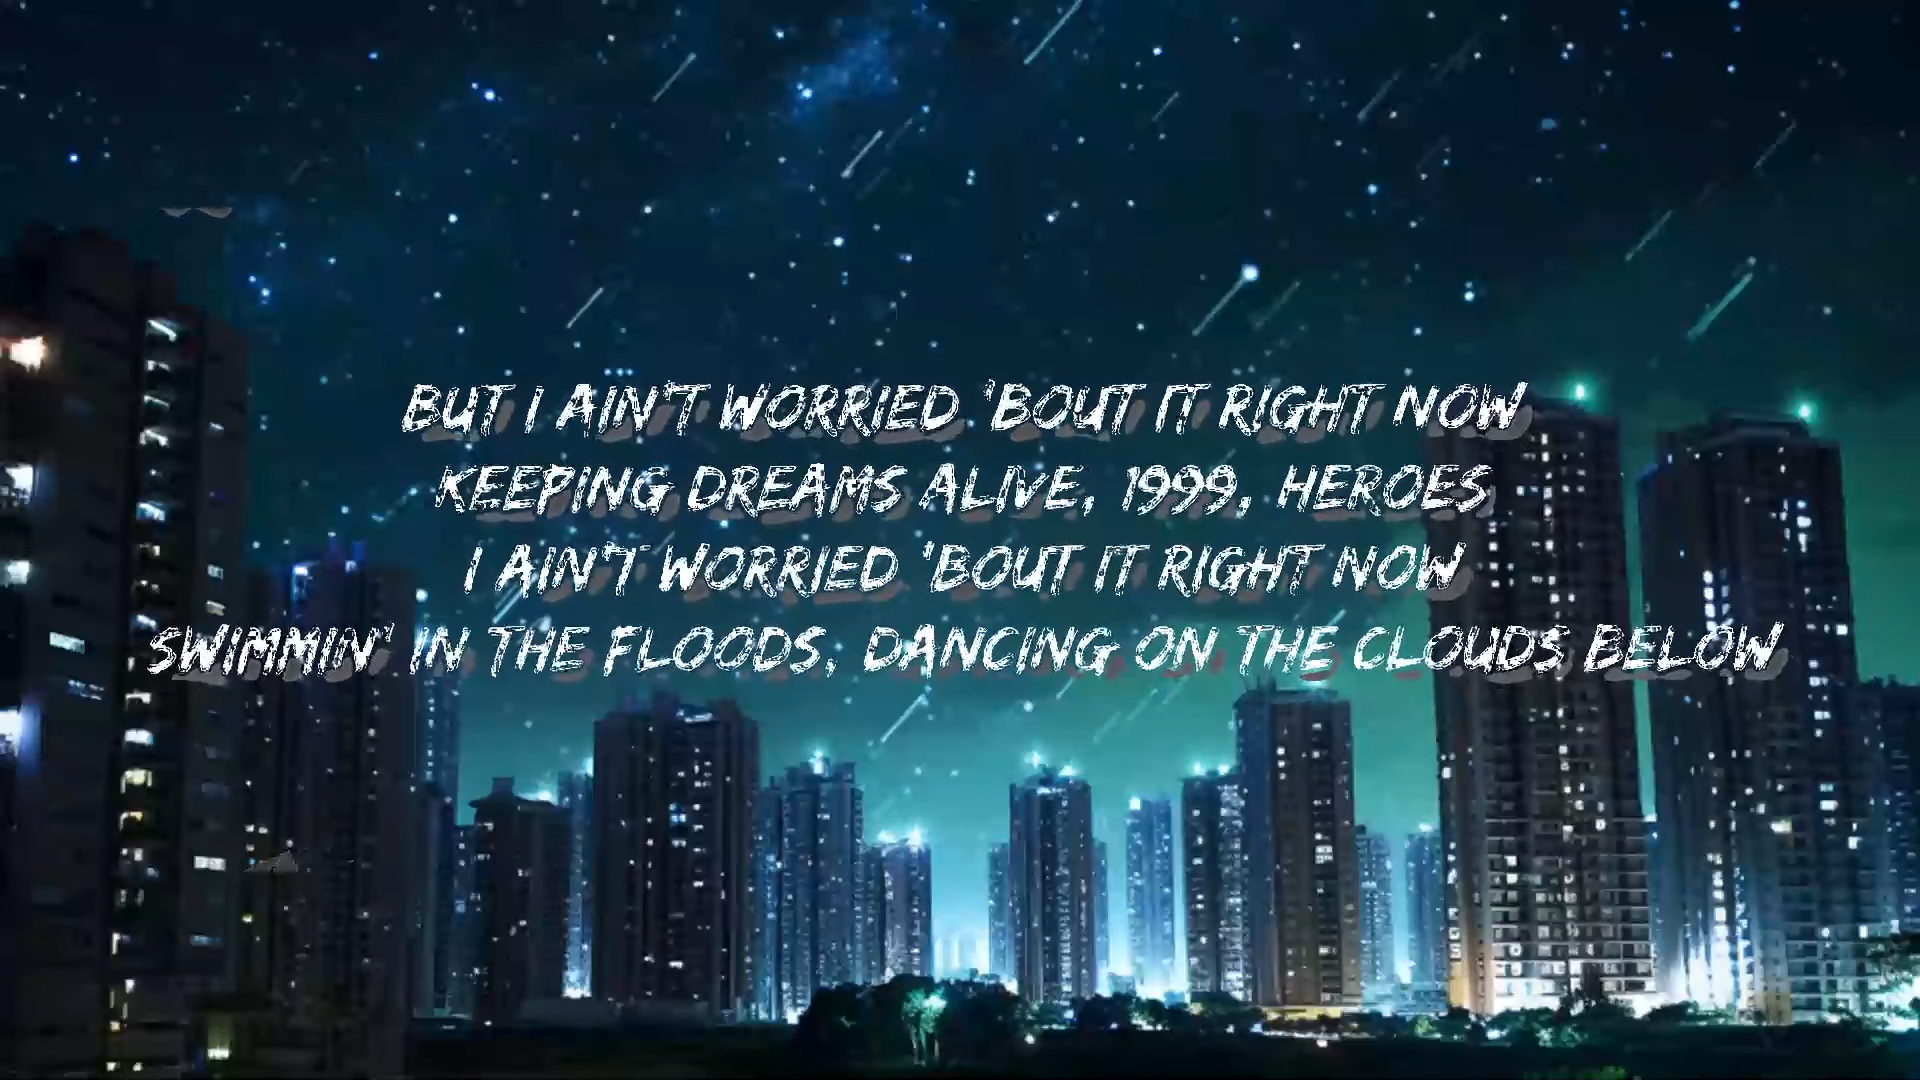 BUT I AIN'T WORRIED 'BOUT IT RIGHT NOW
KEEPING DREAMS ALIVE, 1999, HEROES
I AIN'T WORRIED 'BOUT IT RIGHT NOW
SWIMMIN' IN THE FLOODS, DANCING ON THE CLOUDS BELOW